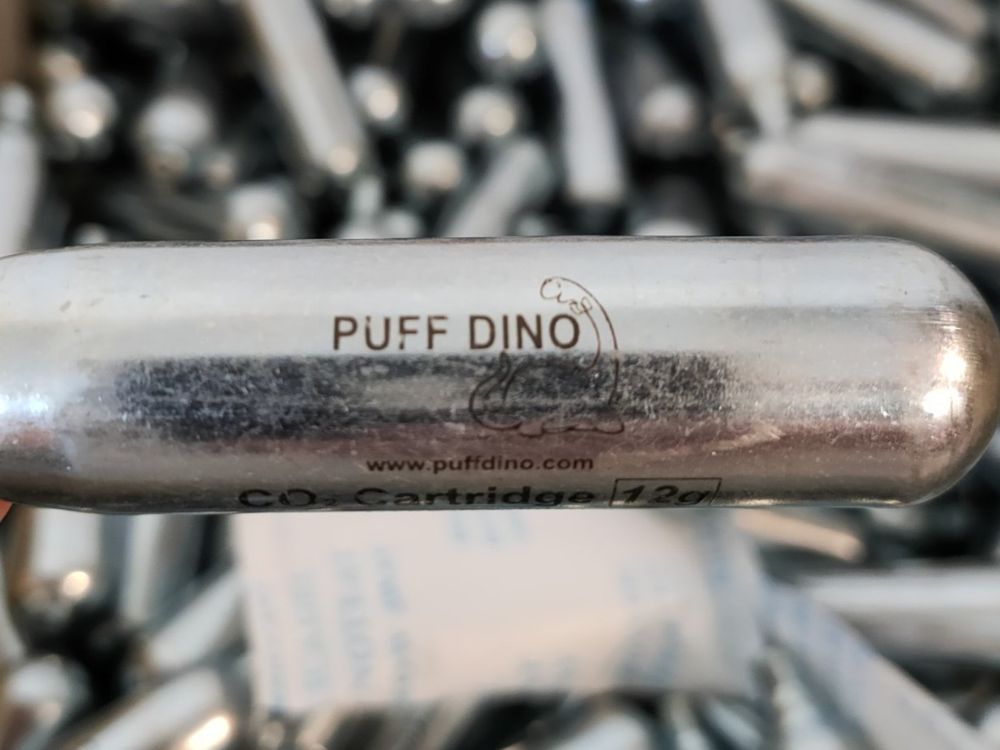 PUFF DINO
www.puffdino.com
CO₂ Cartridge 12g